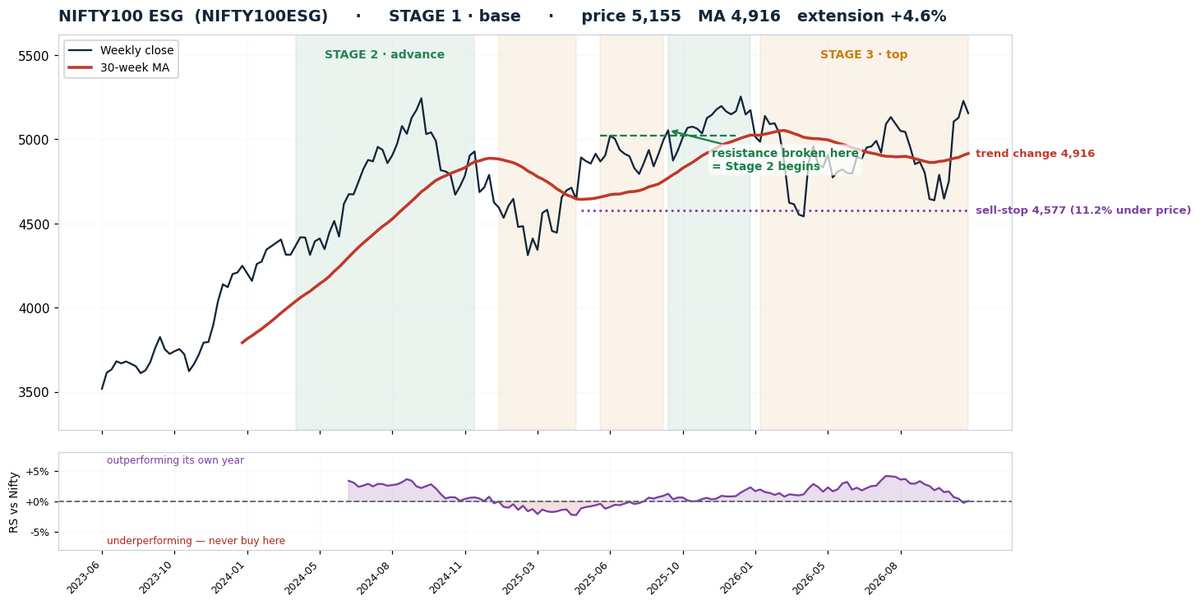 NIFTY100 ESG (NIFTY100ESG) · STAGE 1 · base · price 5,155 MA 4,916 extension +4.6%
Weekly close
30-week MA
STAGE 2 · advance
STAGE 3 · top
5500
5000
4500
4000
3500
resistance broken here
= Stage 2 begins
trend change 4,916
sell-stop 4,577 (11.2% under price)
RS vs Nifty
+5%
+0%
-5%
outperforming its own year
underperforming — never buy here
2023-06
2023-10
2024-01
2024-05
2024-08
2024-11
2025-03
2025-06
2025-10
2026-01
2026-05
2026-08